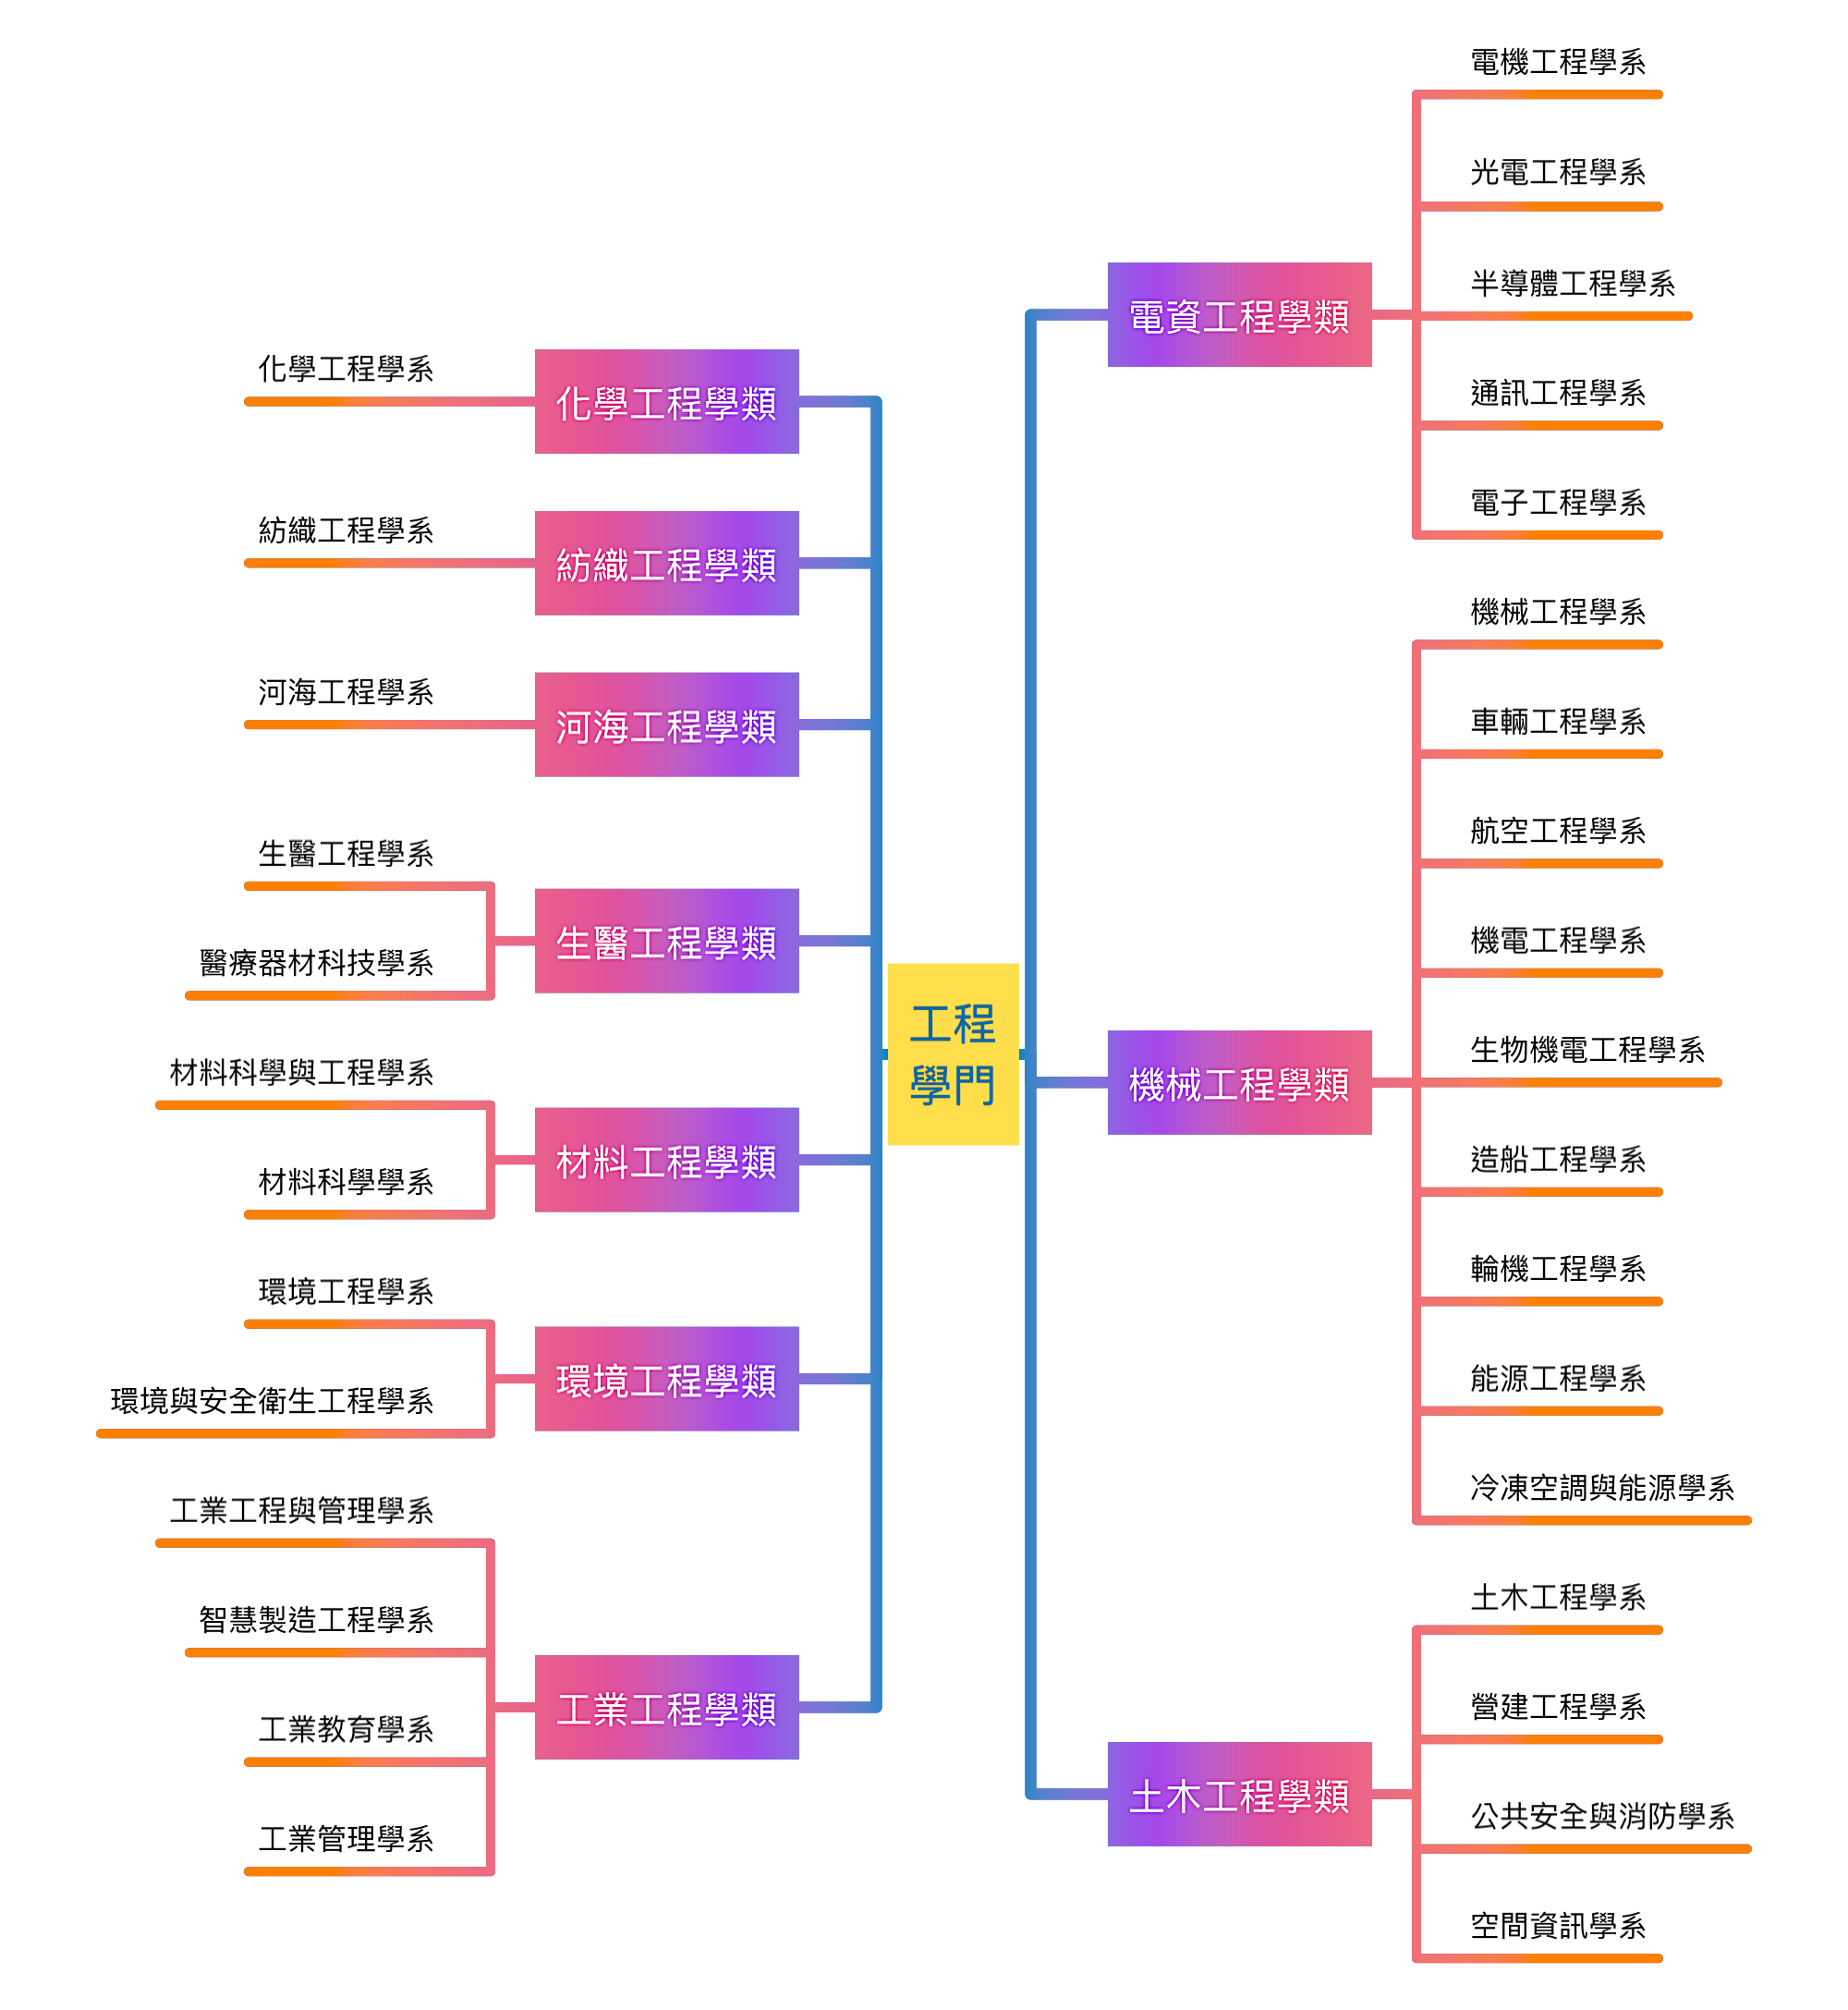 工程
學門
電資工程學類
電機工程學系
光電工程學系
半導體工程學系
通訊工程學系
電子工程學系
機械工程學類
機械工程學系
車輛工程學系
航空工程學系
機電工程學系
生物機電工程學系
造船工程學系
輪機工程學系
能源工程學系
冷凍空調與能源學系
土木工程學類
土木工程學系
營建工程學系
公共安全與消防學系
空間資訊學系
化學工程學類
化學工程學系
紡織工程學類
紡織工程學系
河海工程學類
河海工程學系
生醫工程學類
生醫工程學系
醫療器材科技學系
材料工程學類
材料科學與工程學系
材料科學學系
環境工程學類
環境工程學系
環境與安全衛生工程學系
工業工程學類
工業工程與管理學系
智慧製造工程學系
工業教育學系
工業管理學系